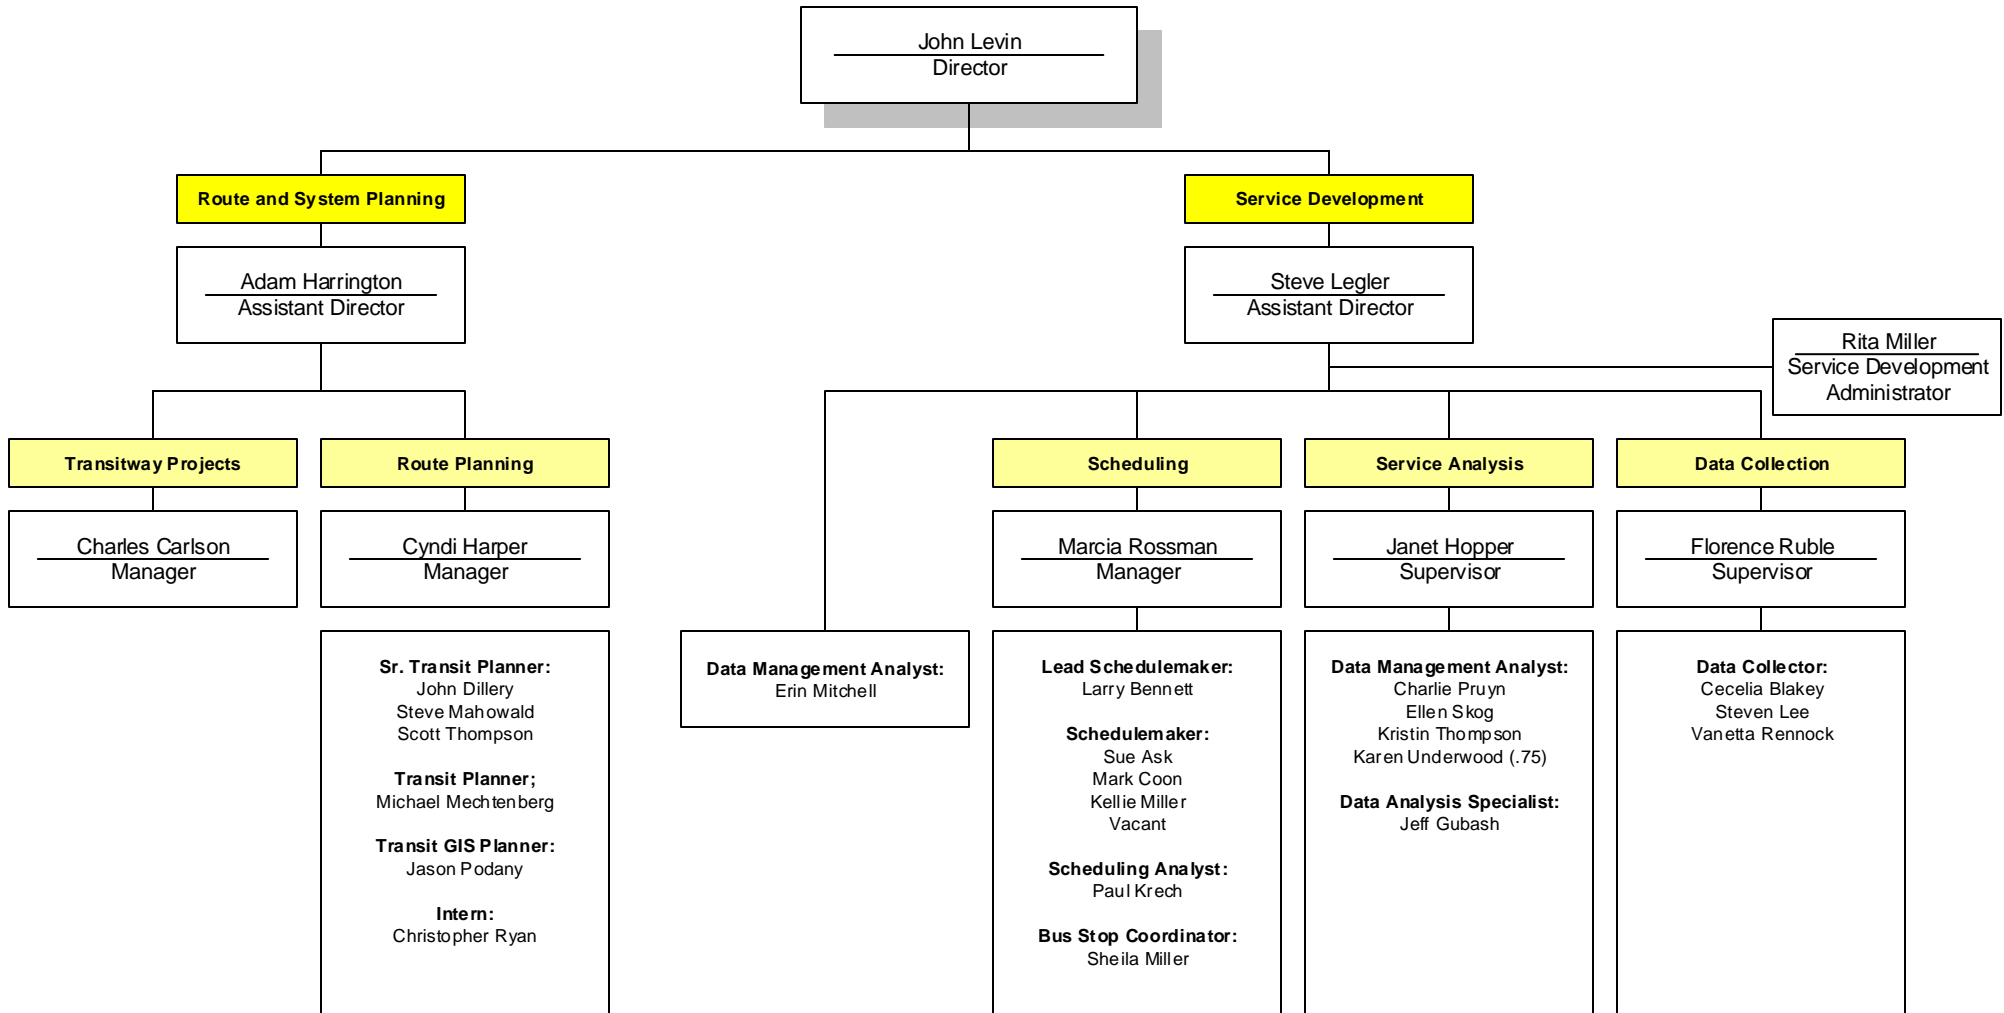 John Levin
Director
Route and System Planning
Service Development
Adam Harrington
Assistant Director
Steve Legler
Assistant Director
Rita Miller
Service Development
Administrator
Transitway Projects
Route Planning
Scheduling
Service Analysis
Data Collection
Charles Carlson
Manager
Cyndi Harper
Manager
Marcia Rossman
Manager
Janet Hopper
Supervisor
Florence Ruble
Supervisor
Sr. Transit Planner:
John Dillery
Steve Mahowald
Scott Thompson
Transit Planner;
Michael Mechtenberg
Transit GIS Planner:
Jason Podany
Intern:
Christopher Ryan
Data Management Analyst:
Erin Mitchell
Lead Schedulemaker:
Larry Bennett
Schedulemaker:
Sue Ask
Mark Coon
Kellie Miller
Vacant
Scheduling Analyst:
Paul Krech
Bus Stop Coordinator:
Sheila Miller
Data Management Analyst:
Charlie Pruyn
Ellen Skog
Kristin Thompson
Karen Underwood (.75)
Data Analysis Specialist:
Jeff Gubash
Data Collector:
Cecelia Blakey
Steven Lee
Vanetta Rennock